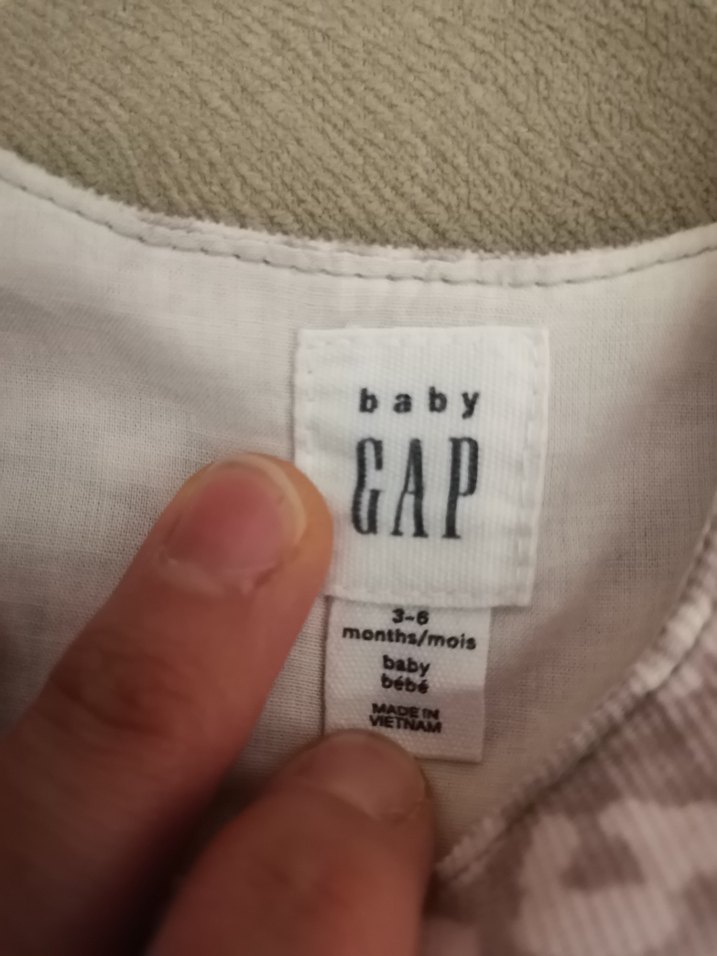 baby
GAP
3-6
months/mois
baby
bébé
MADE IN
VIETNAM